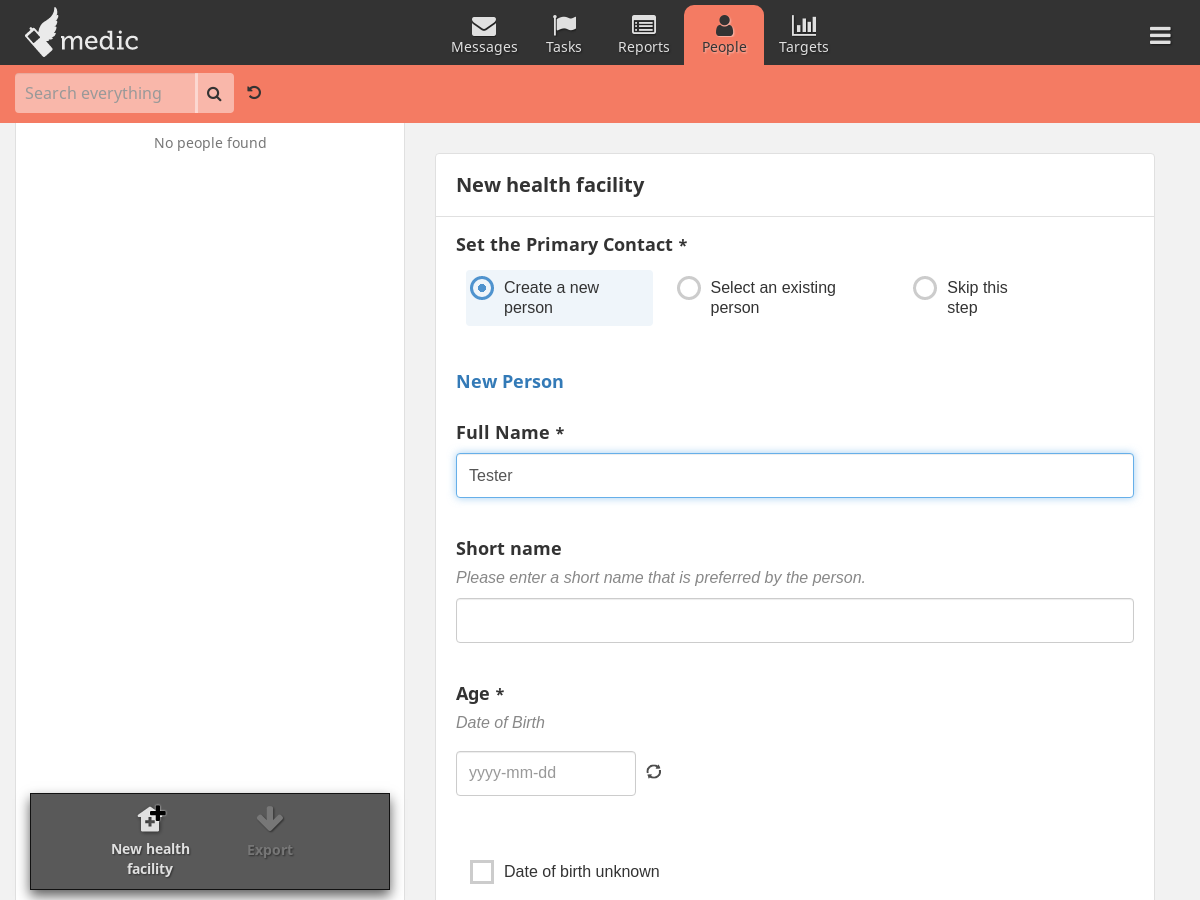 medic
Messages
Tasks
Reports
People
Targets
Search everything
No people found
New health facility
Set the Primary Contact *
Create a new
person
Select an existing
person
Skip this
step
New Person
Full Name *
Tester
Short name
Please enter a short name that is preferred by the person.
Age *
Date of Birth
yyyy-mm-dd
Date of birth unknown
New health
facility
Export